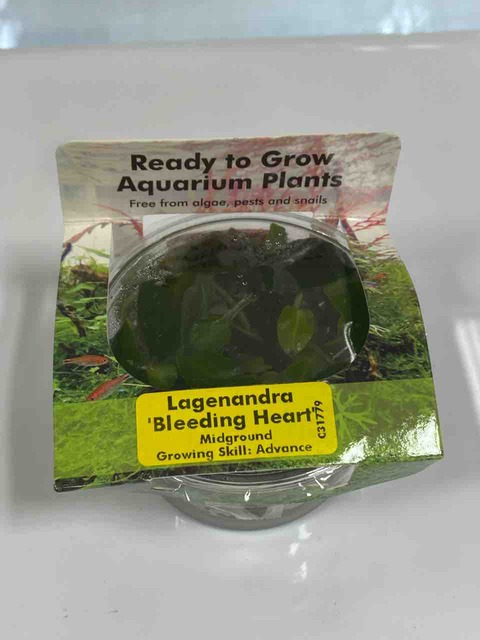 Ready to Grow
Aquarium Plants
Free from algae, pests and snails
Lagenandra
'Bleeding Heart'
Midground
Growing Skill: Advance
C31779